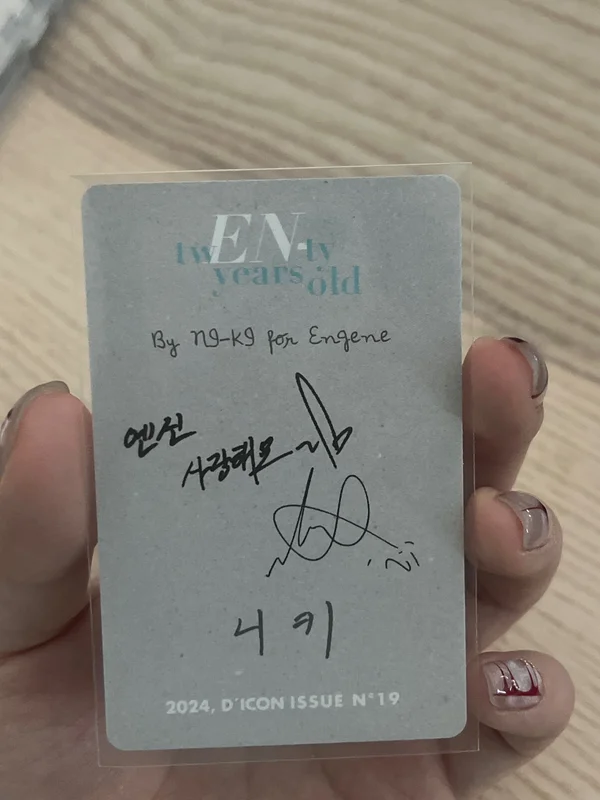 twEN-ty
years old
By NI-KI for Engene
엔진
사랑해요
니키
2024, D'ICON ISSUE N°19